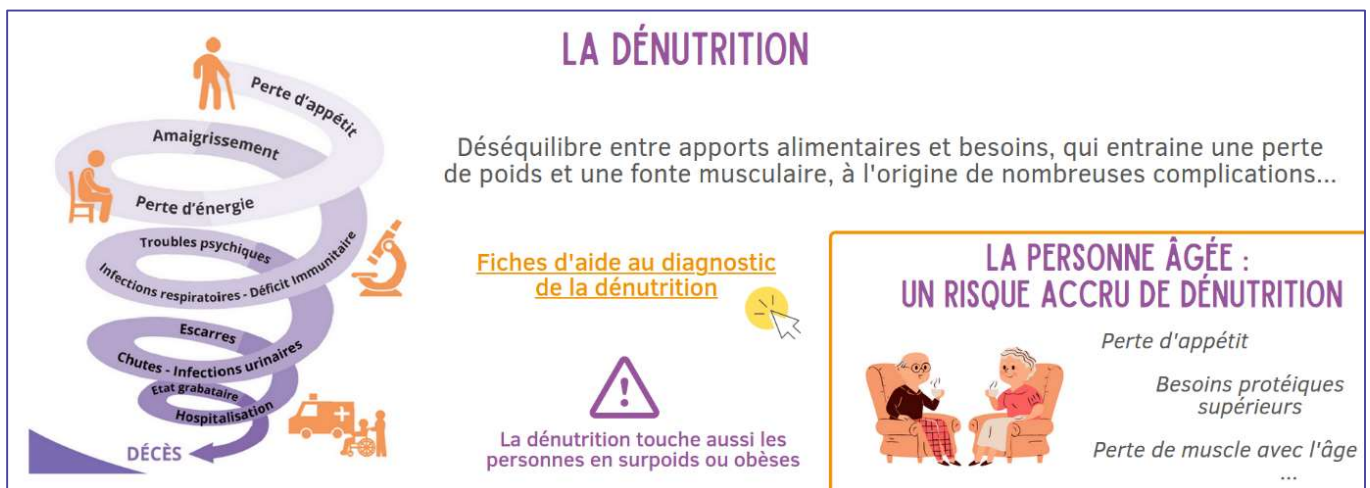 LA DÉNUTRITION
Perte d'appétit
Amaigrissement
Perte d'énergie
Troubles psychiques
Infections respiratoires - Déficit Immunitaire
Escarres
Chutes - Infections urinaires
Etat grabataire
Hospitalisation
DÉCÈS
Déséquilibre entre apports alimentaires et besoins, qui entraine une perte
de poids et une fonte musculaire, à l'origine de nombreuses complications...
Fiches d'aide au diagnostic
de la dénutrition
La dénutrition touche aussi les
personnes en surpoids ou obèses
LA PERSONNE ÂGÉE :
UN RISQUE ACCRU DE DÉNUTRITION
Perte d'appétit
Besoins protéiques
supérieurs
Perte de muscle avec l'âge
...